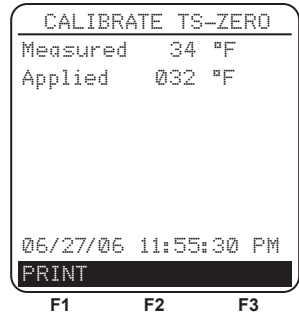 CALIBRATE TS-ZERO
Measured 34 °F
Applied 032 °F
06/27/06 11:55:30 PM
PRINT
F1 F2 F3